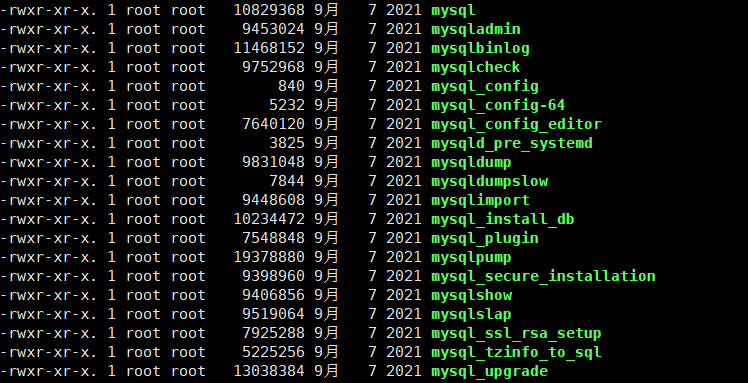 -rwxr-xr-x. 1 root root 10829368 9月 7 2021 mysql
-rwxr-xr-x. 1 root root 9453024 9月 7 2021 mysqladmin
-rwxr-xr-x. 1 root root 11468152 9月 7 2021 mysqlbinlog
-rwxr-xr-x. 1 root root 9752968 9月 7 2021 mysqlcheck
-rwxr-xr-x. 1 root root 840 9月 7 2021 mysql_config
-rwxr-xr-x. 1 root root 5232 9月 7 2021 mysql_config-64
-rwxr-xr-x. 1 root root 7640120 9月 7 2021 mysql_config_editor
-rwxr-xr-x. 1 root root 3825 9月 7 2021 mysqld_pre_systemd
-rwxr-xr-x. 1 root root 9831048 9月 7 2021 mysqldump
-rwxr-xr-x. 1 root root 7844 9月 7 2021 mysqldumpslow
-rwxr-xr-x. 1 root root 9448608 9月 7 2021 mysqlimport
-rwxr-xr-x. 1 root root 10234472 9月 7 2021 mysql_install_db
-rwxr-xr-x. 1 root root 7548848 9月 7 2021 mysql_plugin
-rwxr-xr-x. 1 root root 19378880 9月 7 2021 mysqlpump
-rwxr-xr-x. 1 root root 9398960 9月 7 2021 mysql_secure_installation
-rwxr-xr-x. 1 root root 9406856 9月 7 2021 mysqlshow
-rwxr-xr-x. 1 root root 9519064 9月 7 2021 mysqlslap
-rwxr-xr-x. 1 root root 7925288 9月 7 2021 mysql_ssl_rsa_setup
-rwxr-xr-x. 1 root root 5225256 9月 7 2021 mysql_tzinfo_to_sql
-rwxr-xr-x. 1 root root 13038384 9月 7 2021 mysql_upgrade